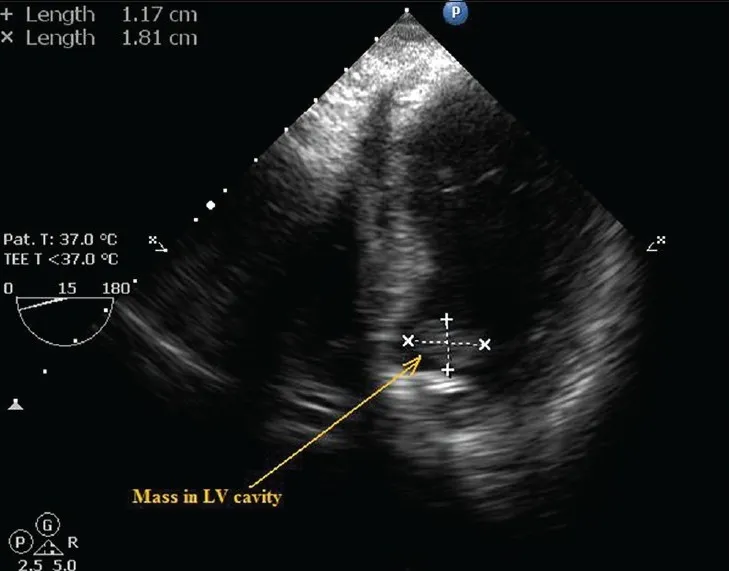 + Length 1.17 cm
× Length 1.81 cm
P
Pat. T: 37.0 °C
TEE T <37.0 °C
0 15 180
Mass in LV cavity
G
P R
2.5 5.0